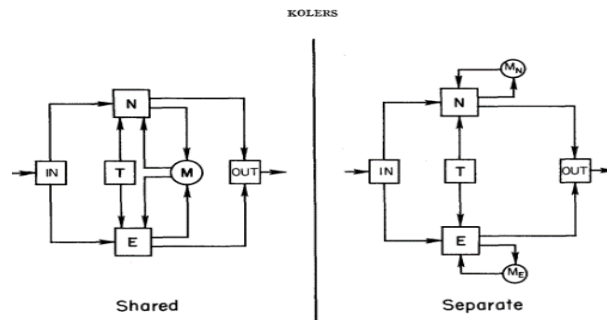 KOLERS
N
IN
T
M
OUT
E
Shared
M_N
N
IN
T
OUT
E
M_E
Separate